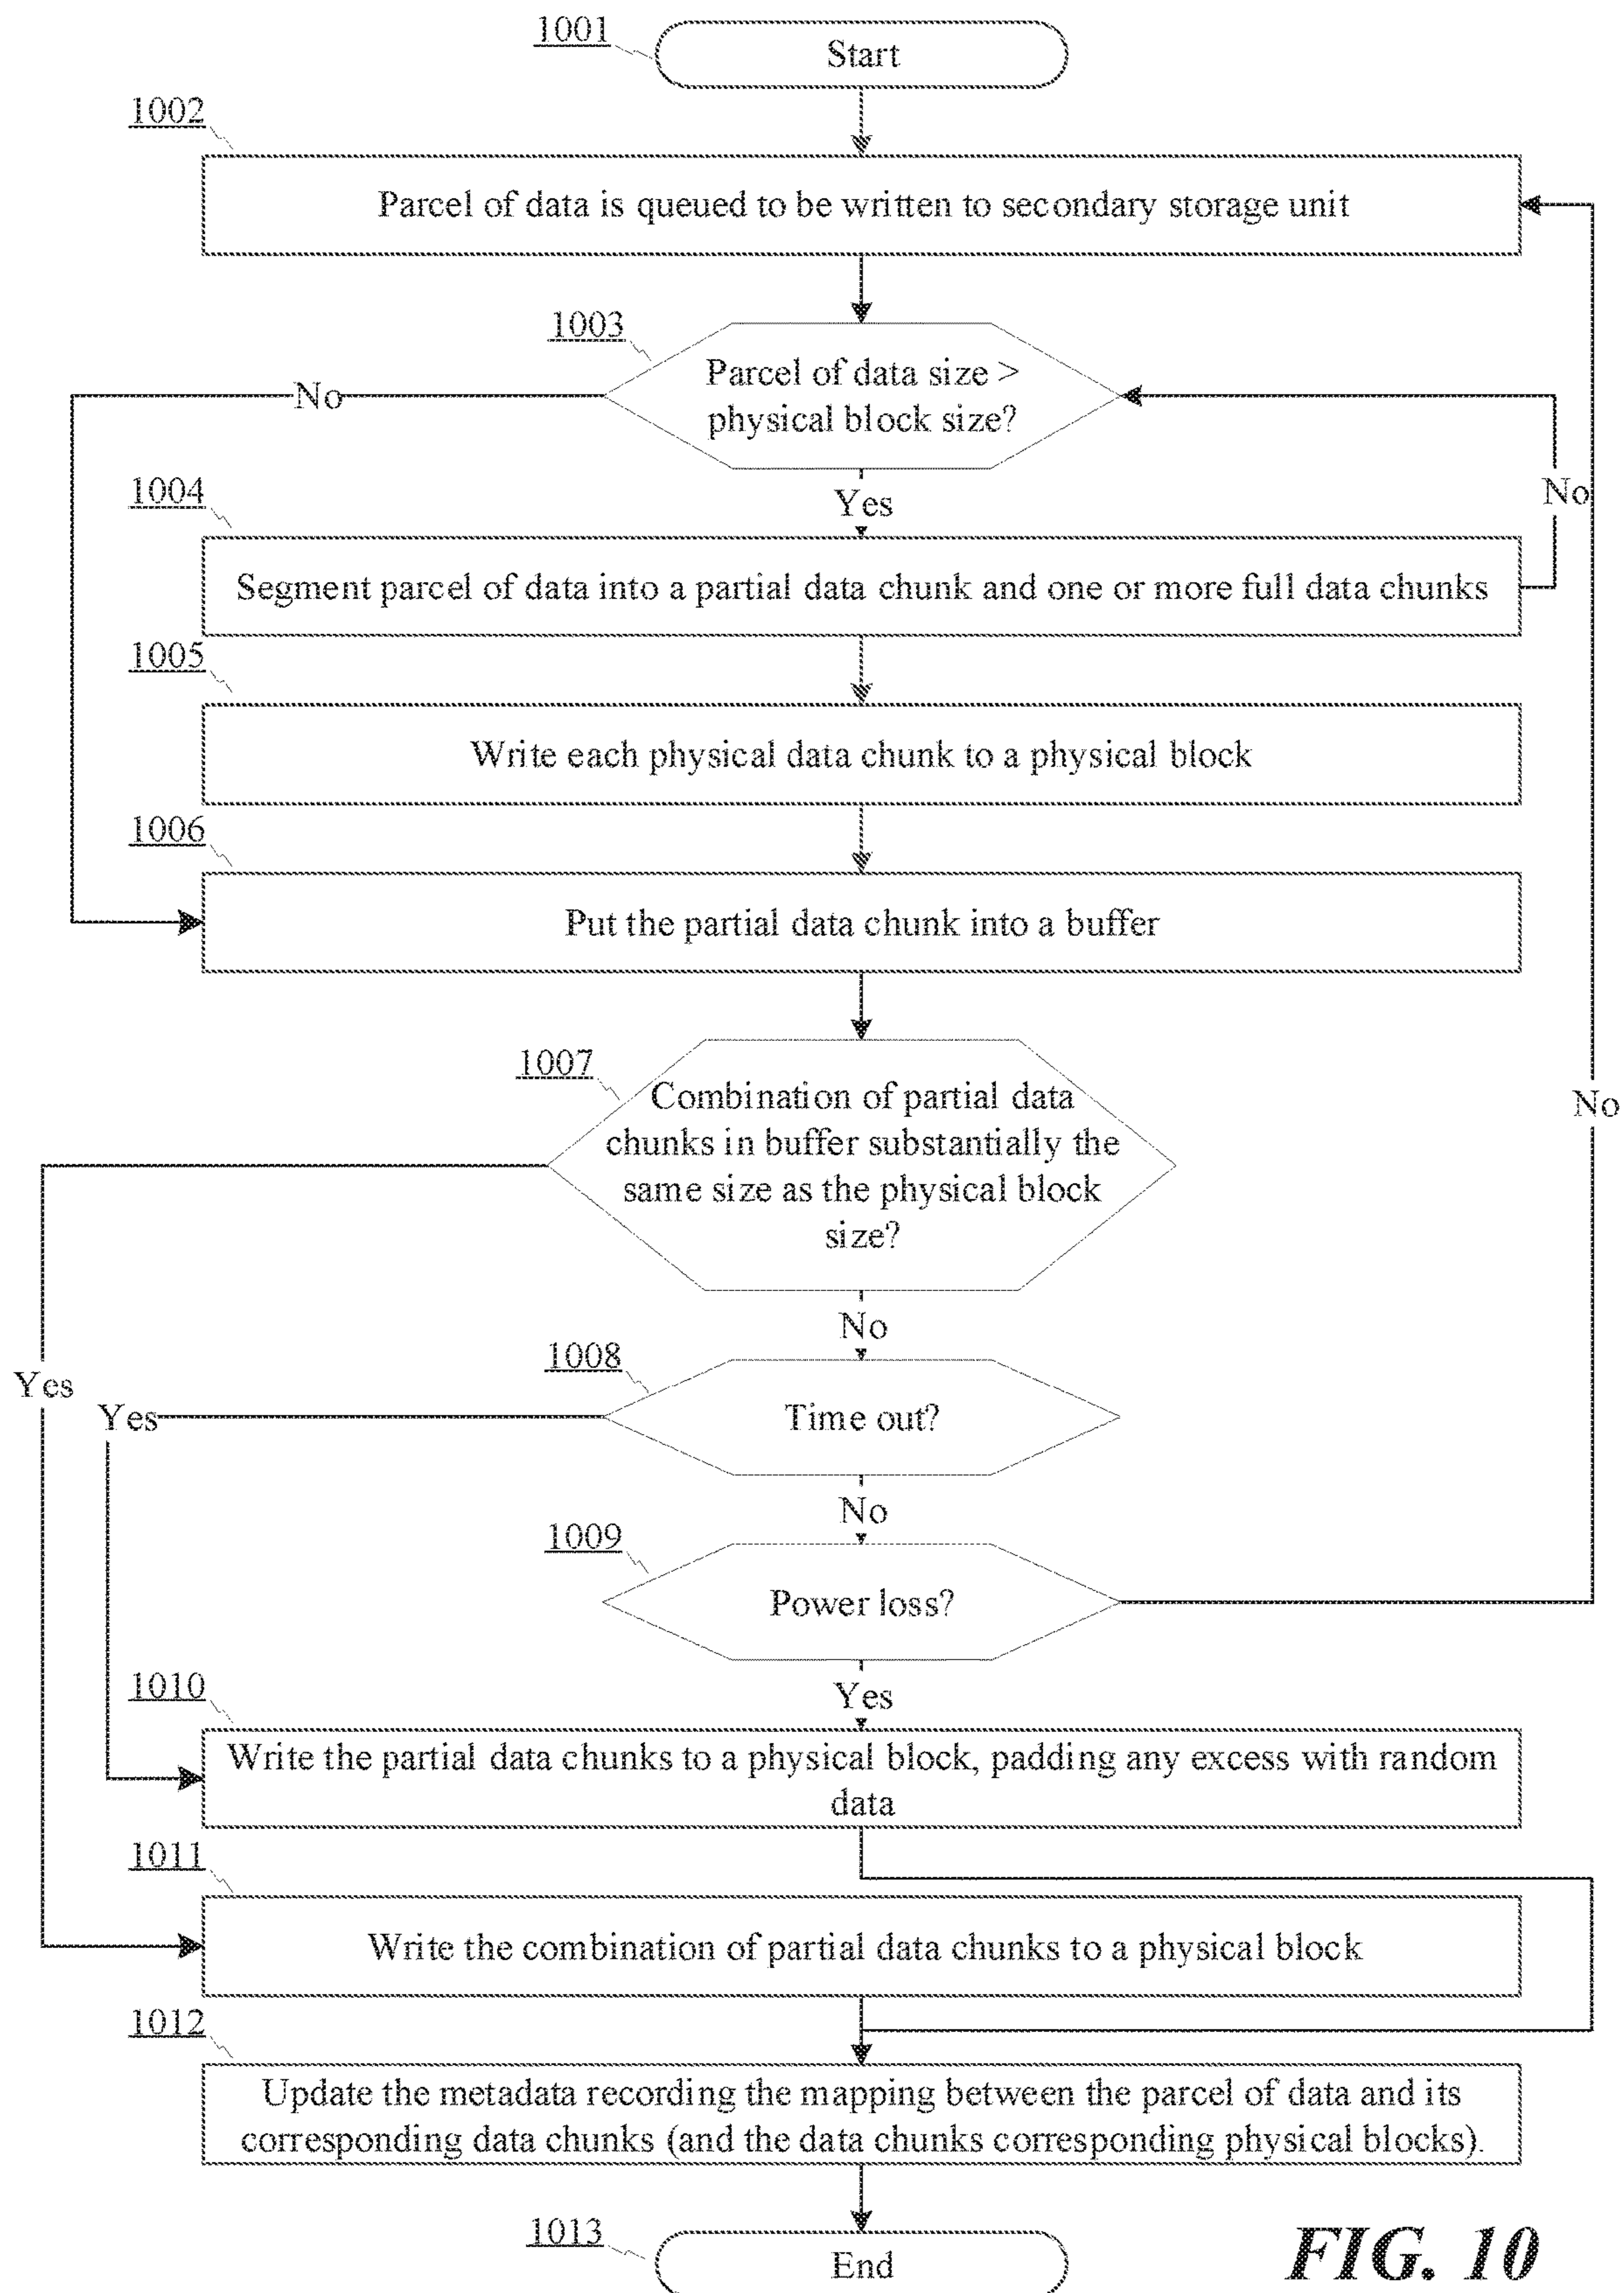 1001
Start
1002
Parcel of data is queued to be written to secondary storage unit
1003
Parcel of data size >
physical block size?
No
No
Yes
1004
Segment parcel of data into a partial data chunk and one or more full data chunks
1005
Write each physical data chunk to a physical block
1006
Put the partial data chunk into a buffer
1007
Combination of partial data
chunks in buffer substantially the
same size as the physical block
size?
No
No
Yes
1008
Time out?
Yes
No
1009
Power loss?
Yes
1010
Write the partial data chunks to a physical block, padding any excess with random
data
1011
Write the combination of partial data chunks to a physical block
1012
Update the metadata recording the mapping between the parcel of data and its
corresponding data chunks (and the data chunks corresponding physical blocks).
1013
End
FIG. 10